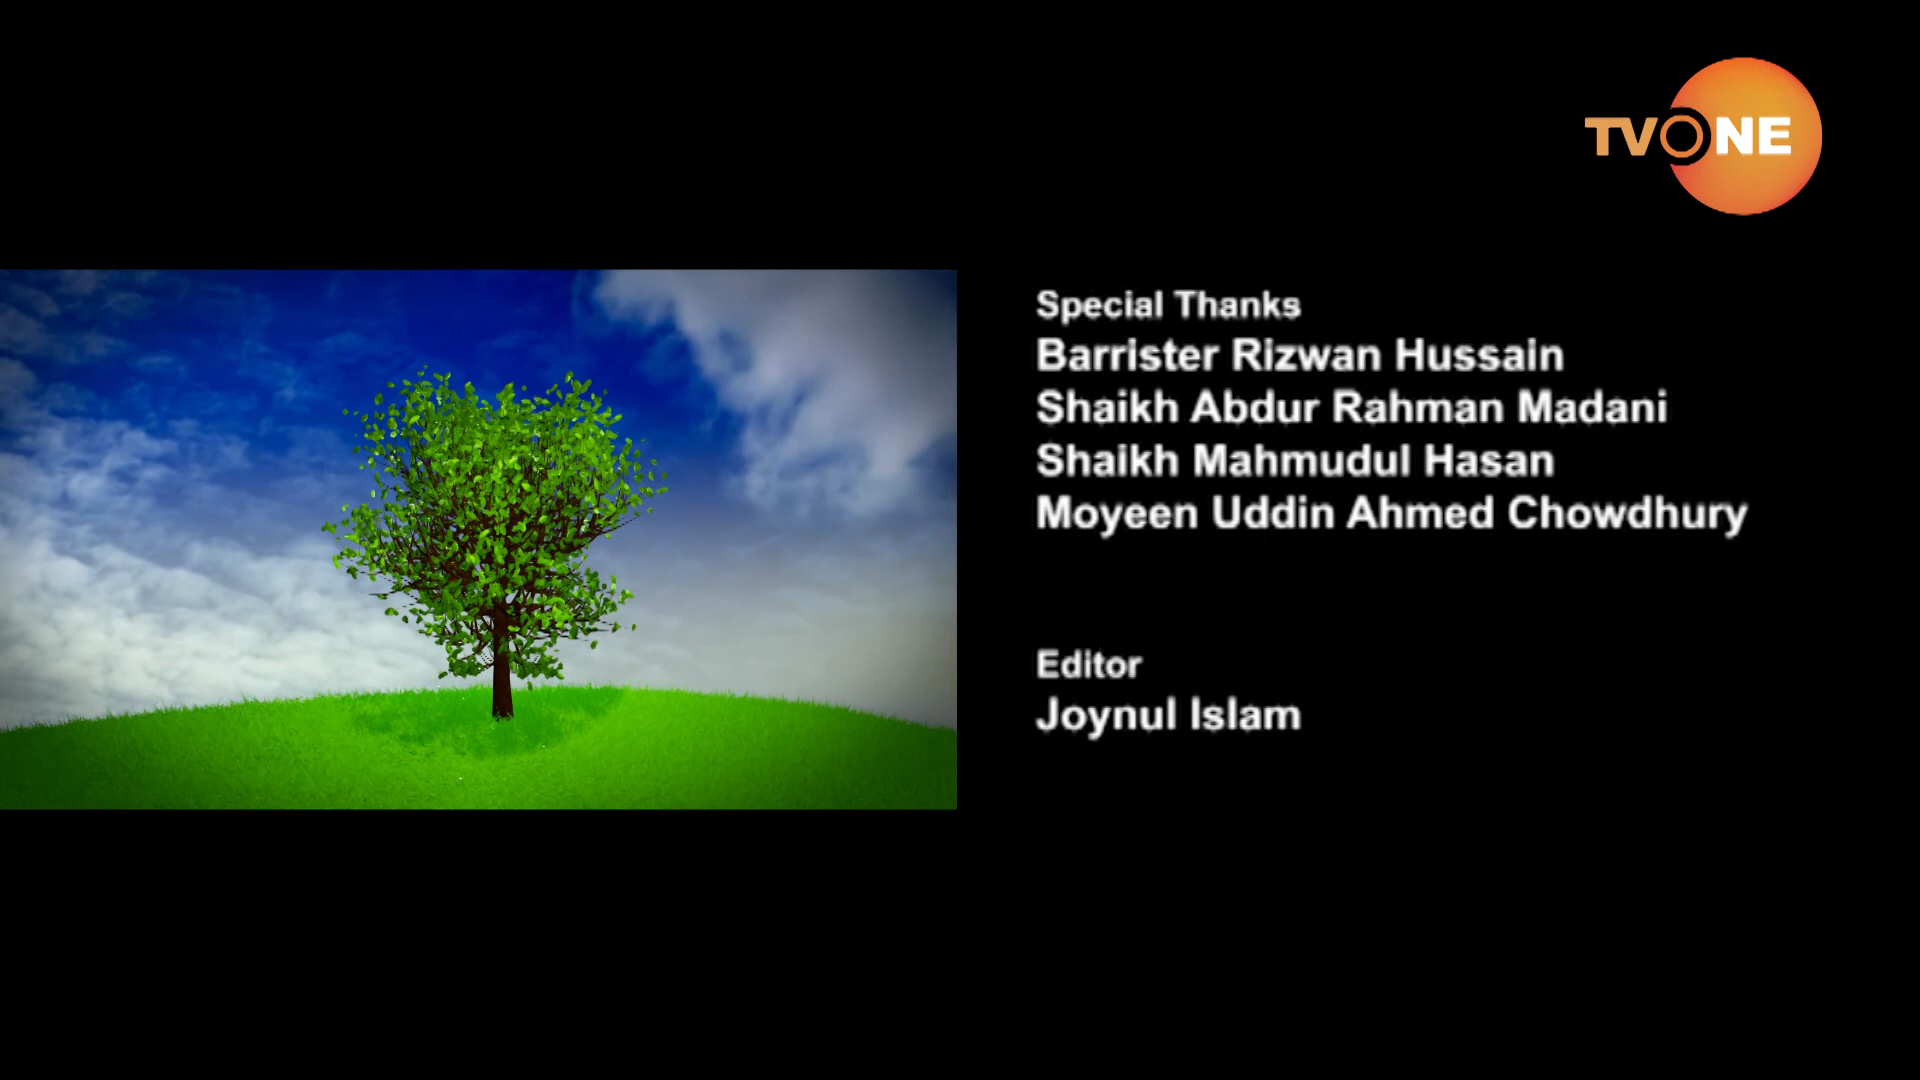 TVONE
Special Thanks
Barrister Rizwan Hussain
Shaikh Abdur Rahman Madani
Shaikh Mahmudul Hasan
Moyeen Uddin Ahmed Chowdhury
Editor
Joynul Islam